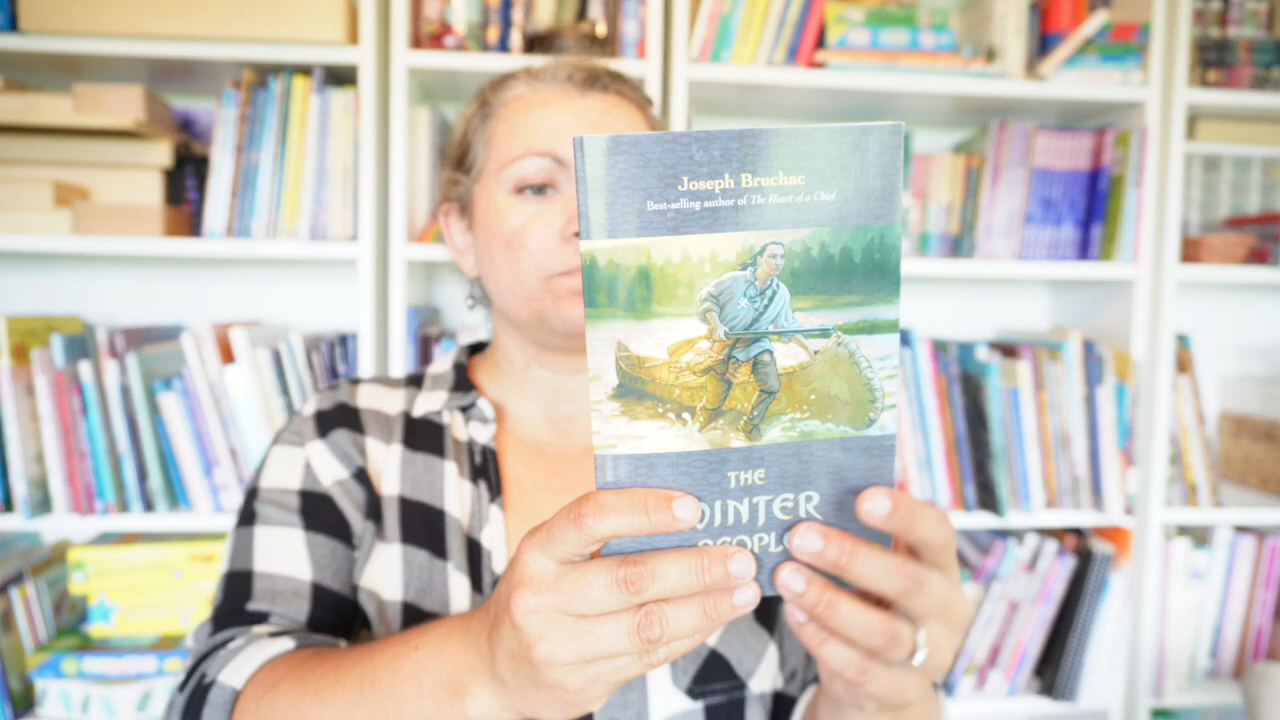 Joseph Bruchac
Best-selling author of The Heart of a Chief
THE
WINTER
PEOPLE